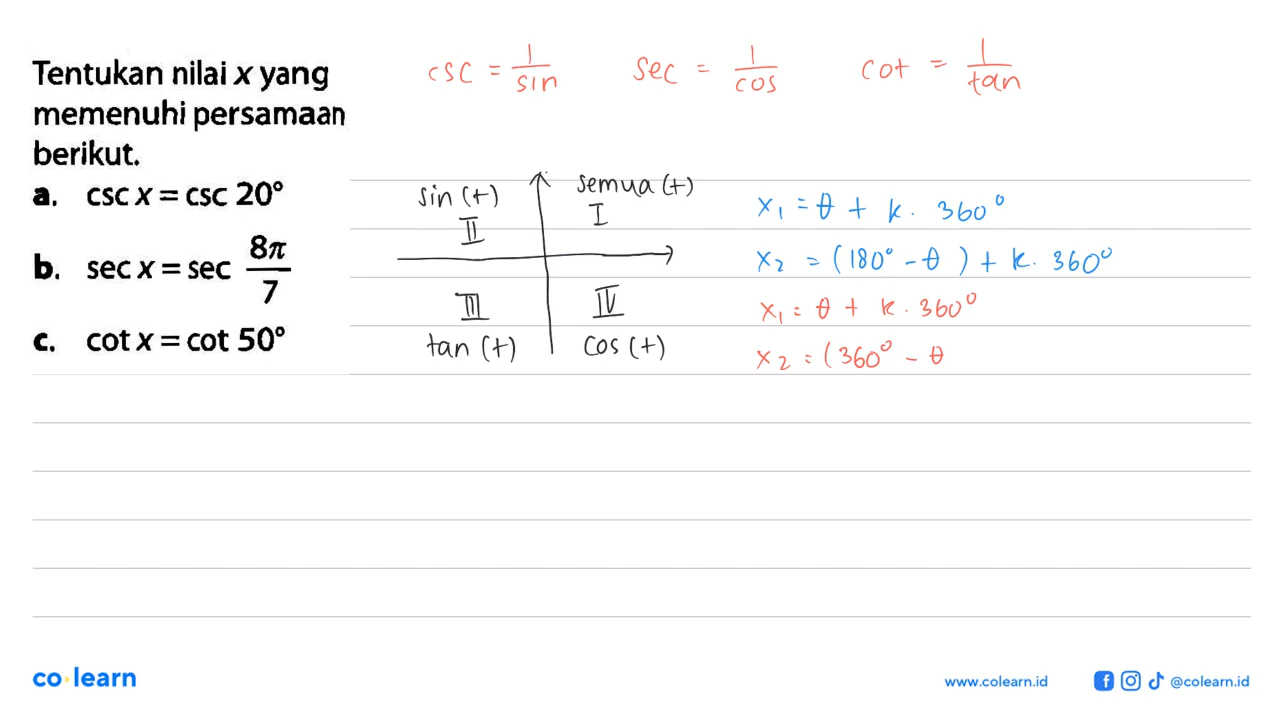 Tentukan nilai x yang
memenuhi persamaan
berikut.
a. csc x = csc 20°
b. sec x = sec 8π/7
c. cot x = cot 50°
csc = 1/sin sec = 1/cos cot = 1/tan
sin (+) semua (+)
II I
III IV
tan (+) cos (+)
x₁ = θ + k. 360°
x₂ = (180° - θ) + k. 360°
x₁ = θ + k. 360°
x₂ = (360° - θ
co learn
www.colearn.id @colearn.id